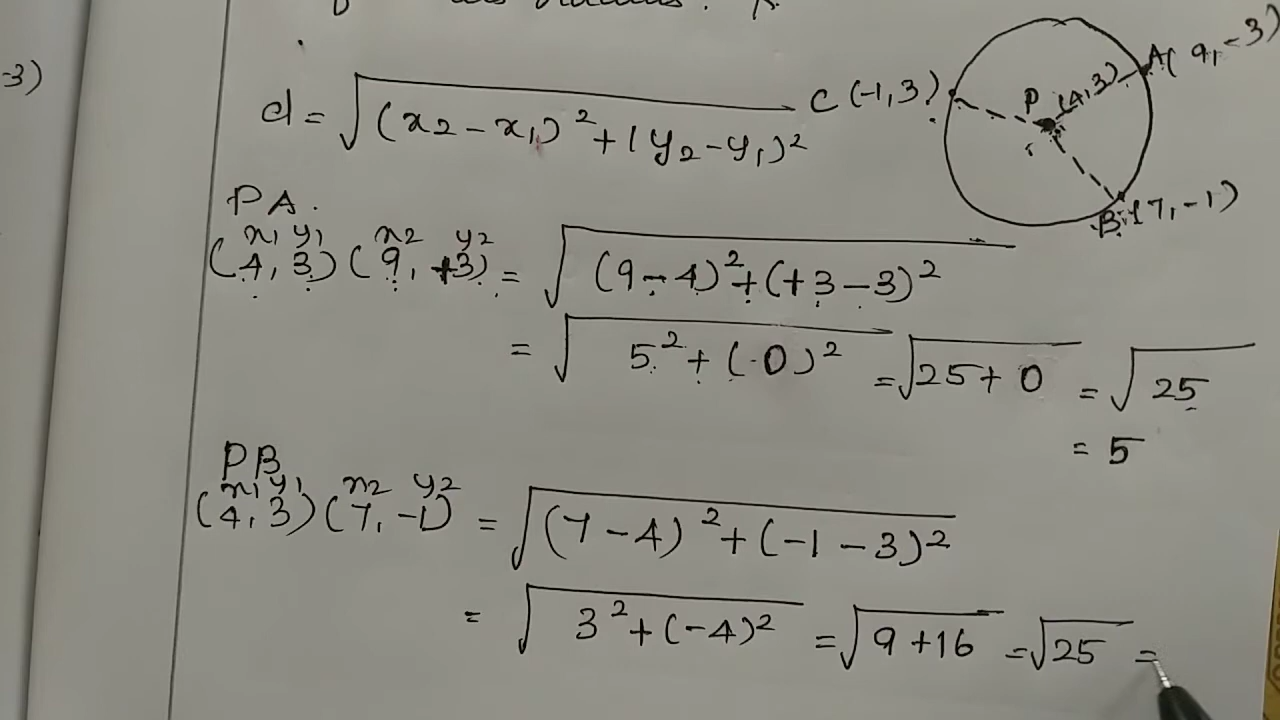 -3)
d = √(x2 - x1)² + (y2 - y1)²
C (-1, 3)
P (4, 3)
A( 9, -3)
B (7, -1)
PA.
x1 y1 x2 y2
(4, 3) (9, +3) = √(9 - 4)² + (+3 - 3)²
= √5² + (-0)² = √25 + 0 = √25
= 5
PB
x1 y1 x2 y2
(4, 3) (7, -1) = √(7 - 4)² + (-1 - 3)²
= √3² + (-4)² = √9 + 16 = √25 =